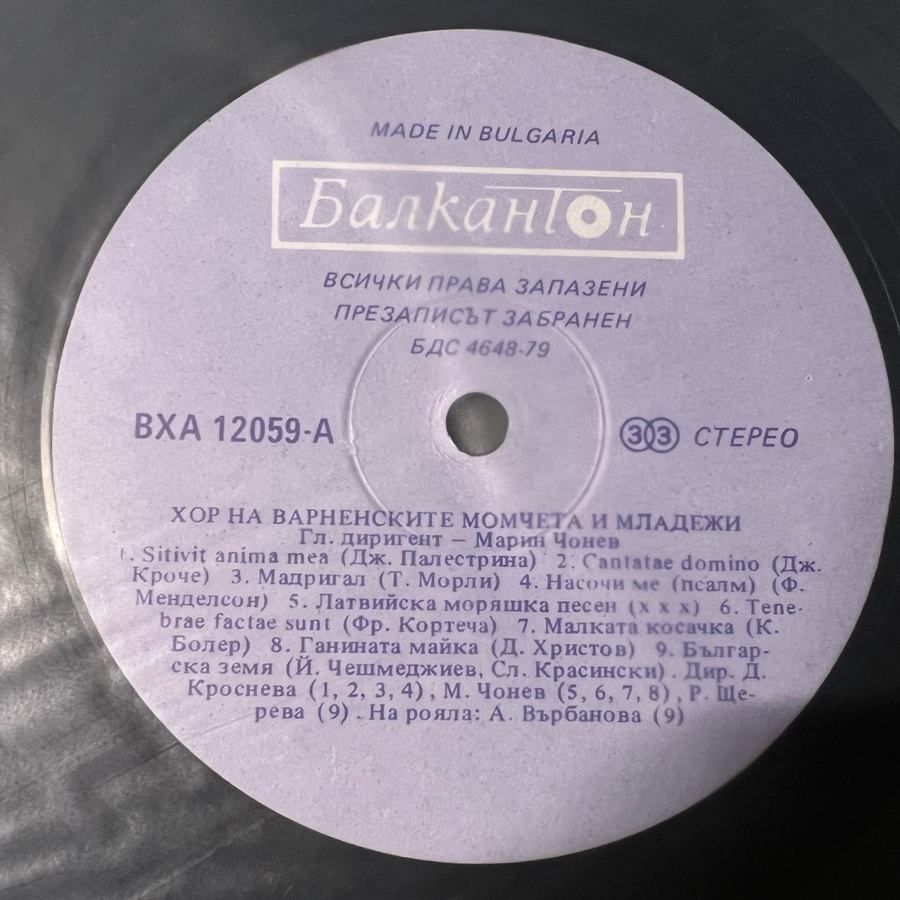 MADE IN BULGARIA
Балкантон
ВСИЧКИ ПРАВА ЗАПАЗЕНИ
ПРЕЗАПИСЪТ ЗАБРАНЕН
БДС 4648-79
ВХА 12059-А
33 СТЕРЕО
ХОР НА ВАРНЕНСКИТЕ МОМЧЕТА И МЛАДЕЖИ
Гл. диригент – Марин Чонев
1. Sitivit anima mea (Дж. Палестрина) 2. Cantatae domino (Дж.
Кроче) 3. Мадригал (Т. Морли) 4. Насочи ме (псалм) (Ф.
Менделсон) 5. Латвийска моряшка песен (х х х) 6. Tene-
brae factae sunt (Фр. Кортеча) 7. Малката косачка (К.
Болер) 8. Ганината майка (Д. Христов) 9. Българ-
ска земя (Й. Чешмеджиев, Сл. Красински). Дир. Д.
Кроснева (1, 2, 3, 4), М. Чонев (5, 6, 7, 8), Р. Ще-
рева (9). На рояла: А. Върбанова (9)